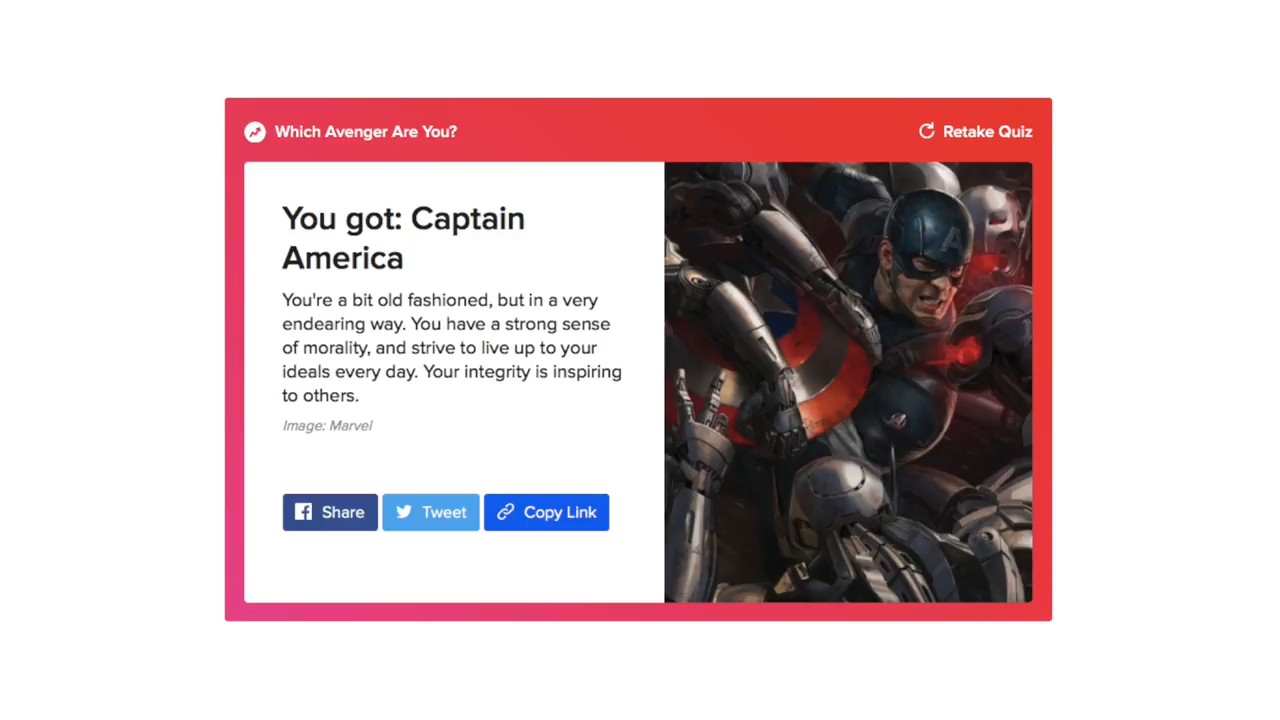 Which Avenger Are You?
Retake Quiz
You got: Captain
America
You're a bit old fashioned, but in a very
endearing way. You have a strong sense
of morality, and strive to live up to your
ideals every day. Your integrity is inspiring
to others.
Image: Marvel
Share
Tweet
Copy Link
A